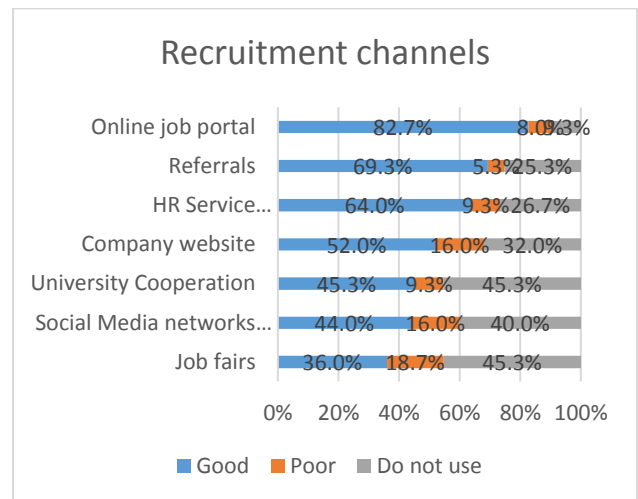 Recruitment channels
Online job portal 82.7% 8.0% 9.3%
Referrals 69.3% 5.3% 25.3%
HR Service... 64.0% 9.3% 26.7%
Company website 52.0% 16.0% 32.0%
University Cooperation 45.3% 9.3% 45.3%
Social Media networks... 44.0% 16.0% 40.0%
Job fairs 36.0% 18.7% 45.3%
0% 20% 40% 60% 80% 100%
Good Poor Do not use